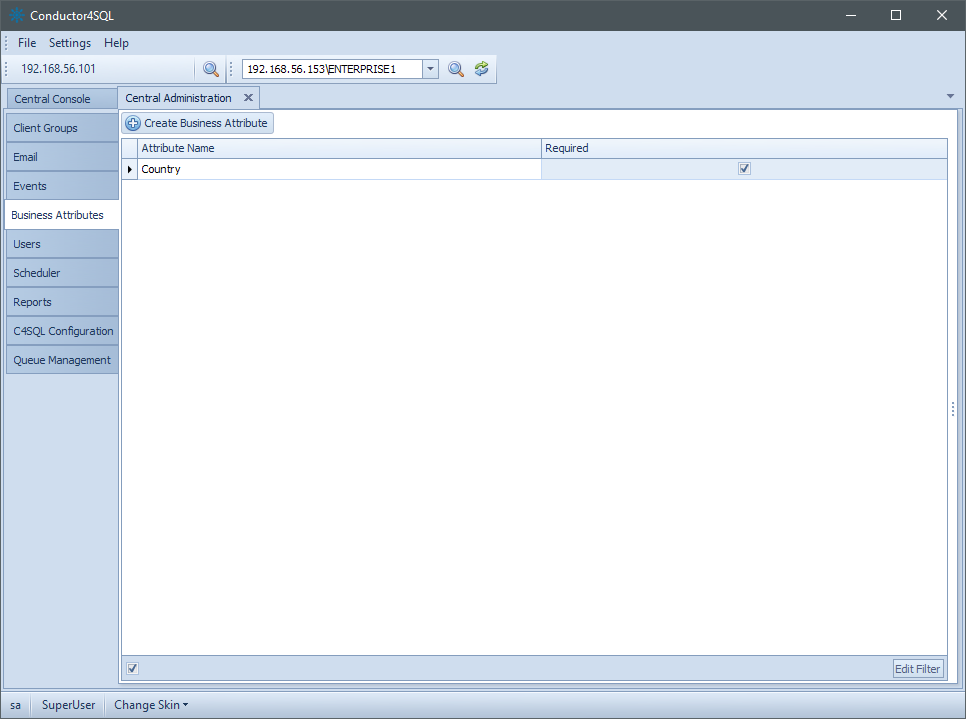 Conductor4SQL
File Settings Help
192.168.56.101 192.168.56.153\ENTERPRISE1
Central Console Central Administration
Create Business Attribute
Client Groups
Email
Events
Business Attributes
Users
Scheduler
Reports
C4SQL Configuration
Queue Management
Attribute Name Required
Country
Edit Filter
sa SuperUser Change Skin